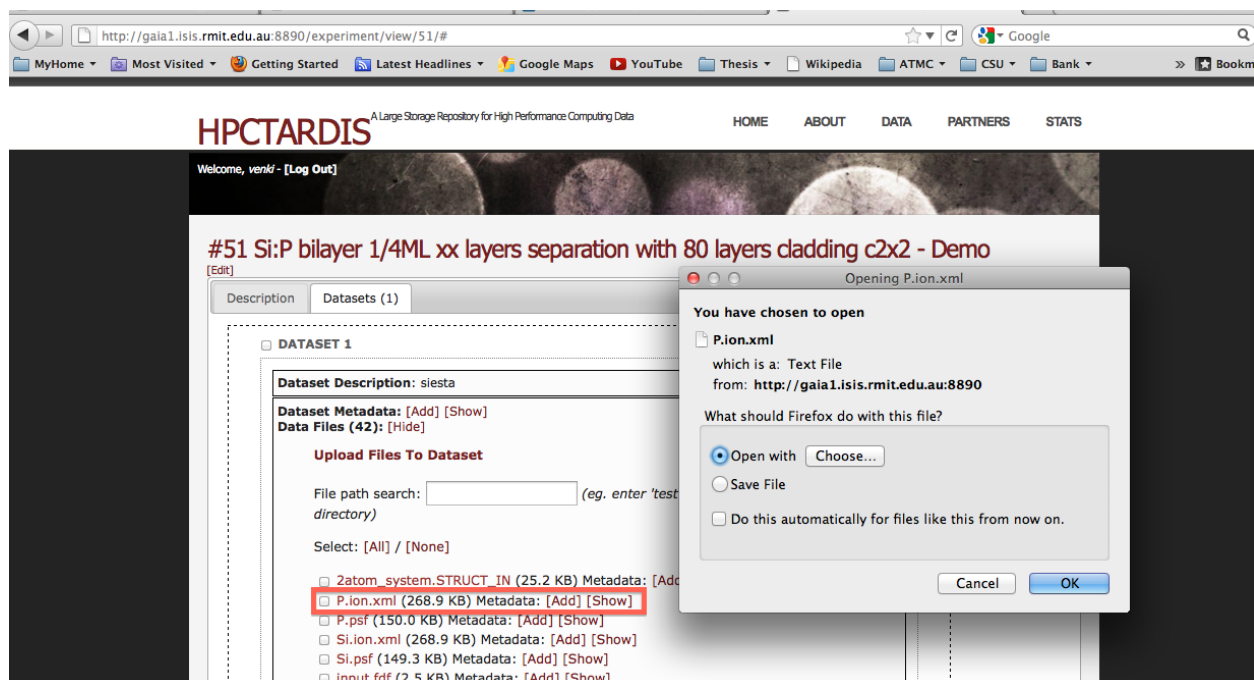 http://gaia1.isis.rmit.edu.au:8890/experiment/view/51/#
Google
MyHome
Most Visited
Getting Started
Latest Headlines
Google Maps
YouTube
Thesis
Wikipedia
ATMC
CSU
Bank
»
HPCTARDIS
A Large Storage Repository for High Performance Computing Data
HOME
ABOUT
DATA
PARTNERS
STATS
Welcome, venki - [Log Out]
#51 Si:P bilayer 1/4ML xx layers separation with 80 layers cladding c2x2 - Demo
[Edit]
Description
Datasets (1)
DATASET 1
Dataset Description: siesta
Dataset Metadata: [Add] [Show]
Data Files (42): [Hide]
Upload Files To Dataset
File path search:
(eg. enter 'test
directory)
Select: [All] / [None]
2atom_system.STRUCT_IN (25.2 KB) Metadata: [Add
P.ion.xml (268.9 KB) Metadata: [Add] [Show]
P.psf (150.0 KB) Metadata: [Add] [Show]
Si.ion.xml (268.9 KB) Metadata: [Add] [Show]
Si.psf (149.3 KB) Metadata: [Add] [Show]
input.fdf (2.5 KB) Metadata: [Add] [Show]
Opening P.ion.xml
You have chosen to open
P.ion.xml
which is a: Text File
from: http://gaia1.isis.rmit.edu.au:8890
What should Firefox do with this file?
Open with
Choose...
Save File
Do this automatically for files like this from now on.
Cancel
OK